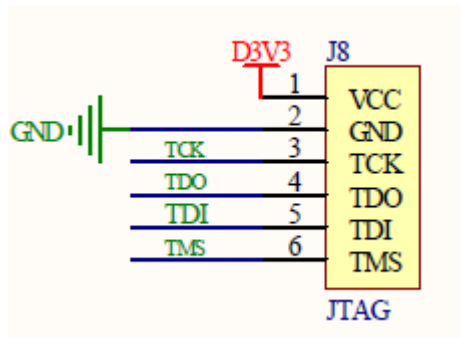 D3V3 J8
1 VCC
GND 2 GND
TCK 3 TCK
TDO 4 TDO
TDI 5 TDI
TMS 6 TMS
JTAG